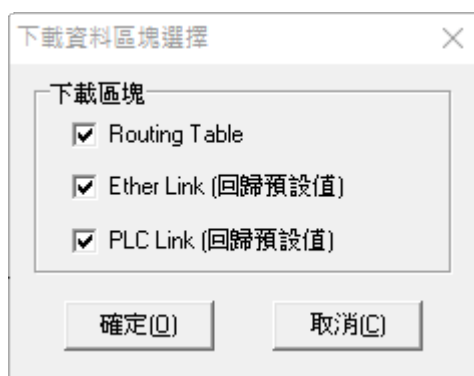 下載資料區塊選擇
下載區塊
Routing Table
Ether Link (回歸預設值)
PLC Link (回歸預設值)
確定(O) 取消(C)